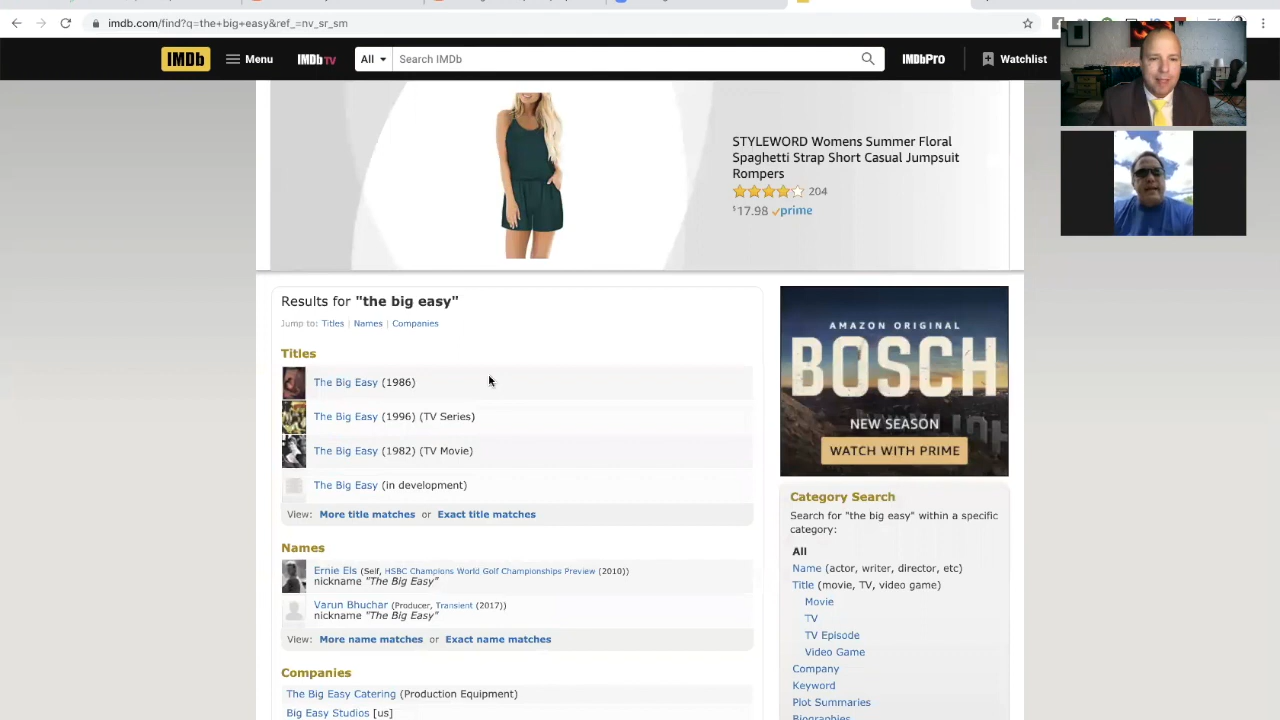 imdb.com/find?q=the+big+easy&ref_=nv_sr_sm
IMDb
Menu
IMDbTV
All
Search IMDb
IMDbPro
Watchlist
STYLEWORD Womens Summer Floral
Spaghetti Strap Short Casual Jumpsuit
Rompers
204
$17.98 prime
Results for "the big easy"
Jump to: Titles | Names | Companies
Titles
The Big Easy (1986)
The Big Easy (1996) (TV Series)
The Big Easy (1982) (TV Movie)
The Big Easy (in development)
View: More title matches or Exact title matches
Names
Ernie Els (Self, HSBC Champions World Golf Championships Preview (2010))
nickname "The Big Easy"
Varun Bhuchar (Producer, Transient (2017))
nickname "The Big Easy"
View: More name matches or Exact name matches
Companies
The Big Easy Catering (Production Equipment)
Big Easy Studios [us]
AMAZON ORIGINAL
BOSCH
NEW SEASON
WATCH WITH PRIME
Category Search
Search for "the big easy" within a specific
category:
All
Name (actor, writer, director, etc)
Title (movie, TV, video game)
Movie
TV
TV Episode
Video Game
Company
Keyword
Plot Summaries
Biographies